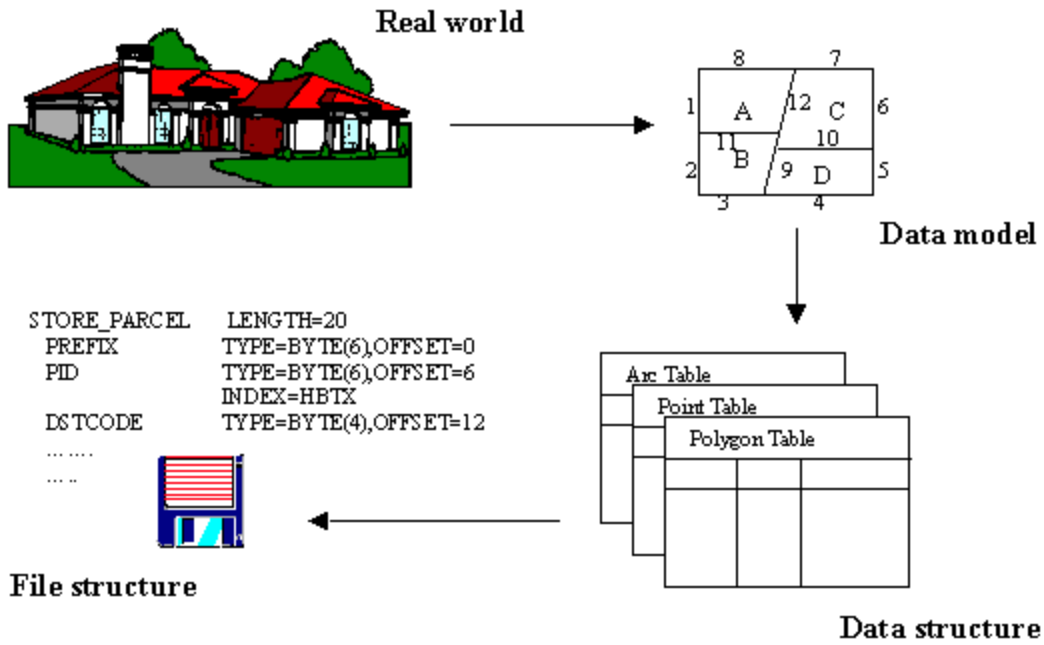 Real world
8 7
1 A 12 C 6
11 10
B
2 9 D 5
3 4
Data model
STORE_PARCEL LENGTH=20
PREFIX TYPE=BYTE(6),OFFSET=0
PID TYPE=BYTE(6),OFFSET=6
INDEX=HBTX
DSTCODE TYPE=BYTE(4),OFFSET=12
.......
.....
File structure
Arc Table
Point Table
Polygon Table
Data structure